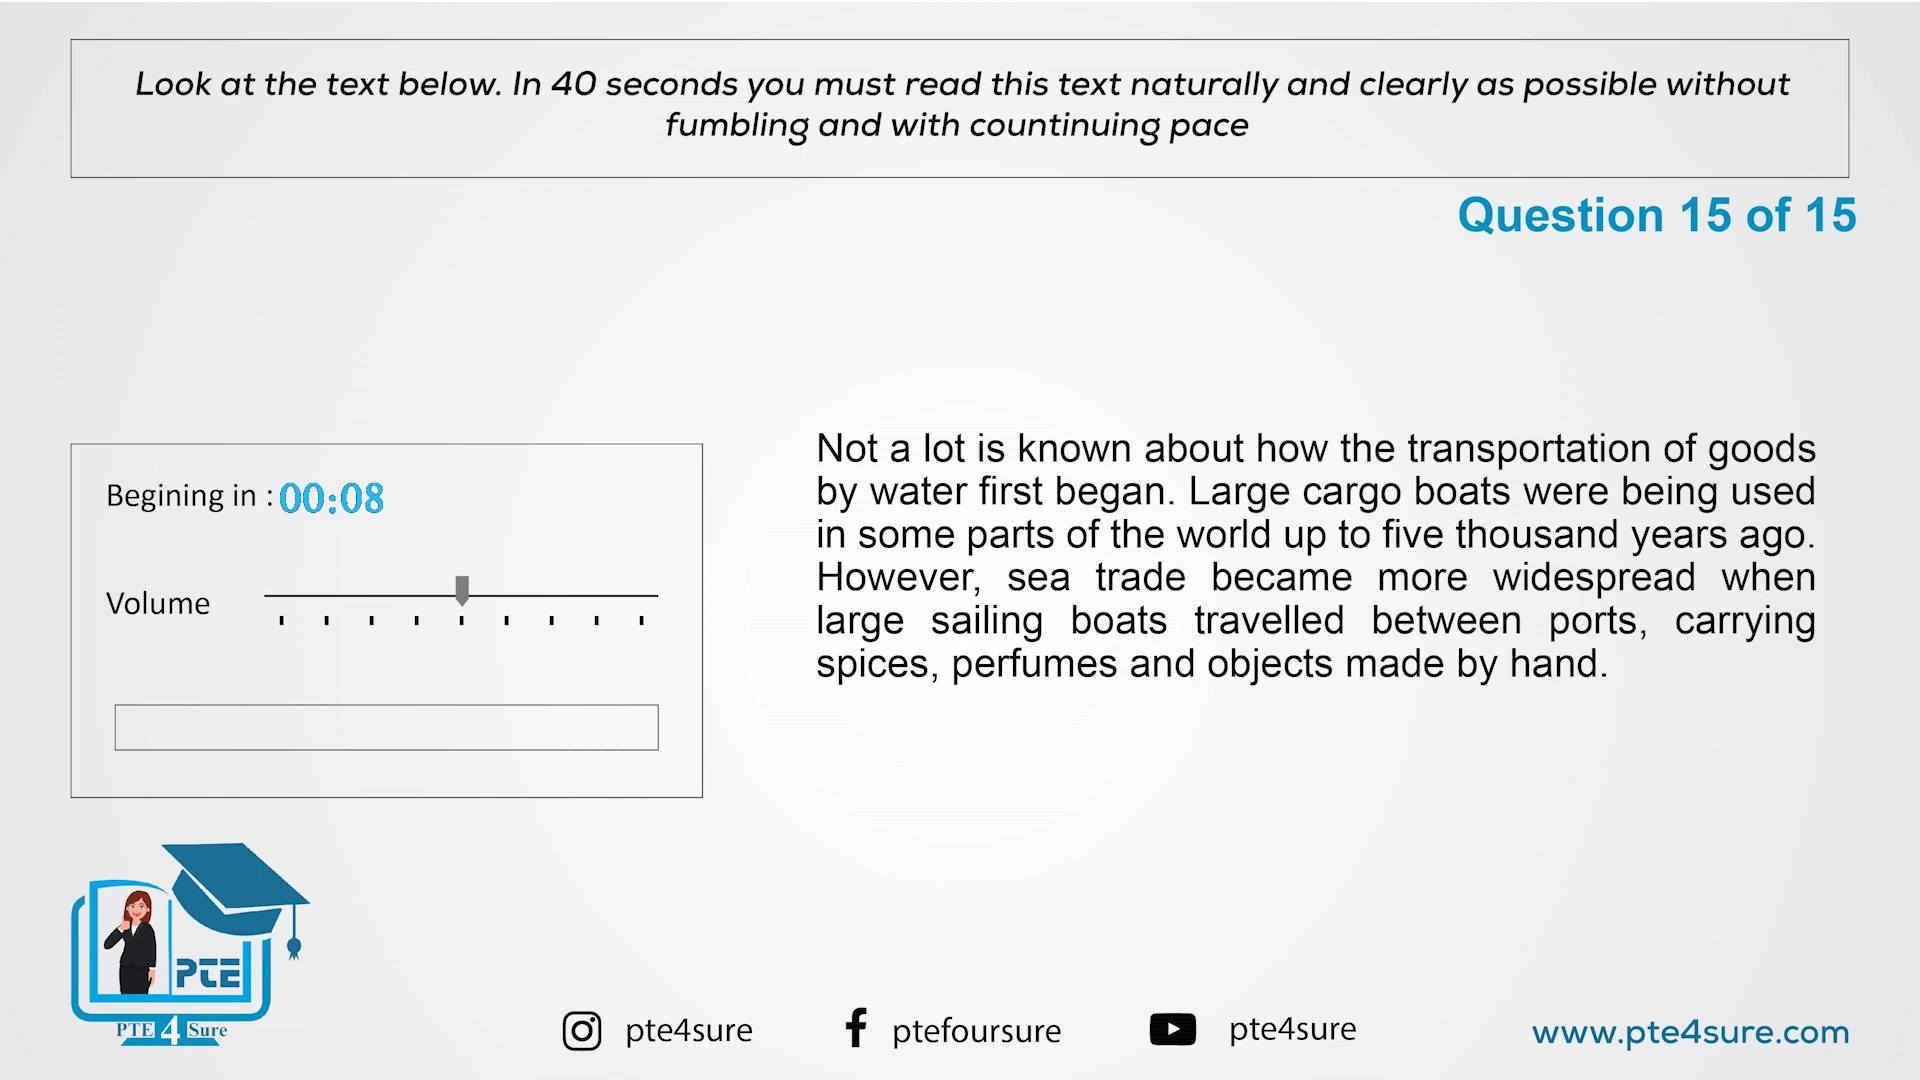 Look at the text below. In 40 seconds you must read this text naturally and clearly as possible without
fumbling and with countinuing pace
Question 15 of 15
Begining in : 00:08
Volume
Not a lot is known about how the transportation of goods
by water first began. Large cargo boats were being used
in some parts of the world up to five thousand years ago.
However, sea trade became more widespread when
large sailing boats travelled between ports, carrying
spices, perfumes and objects made by hand.
PTE
PTE 4 Sure
pte4sure
ptefoursure
pte4sure
www.pte4sure.com